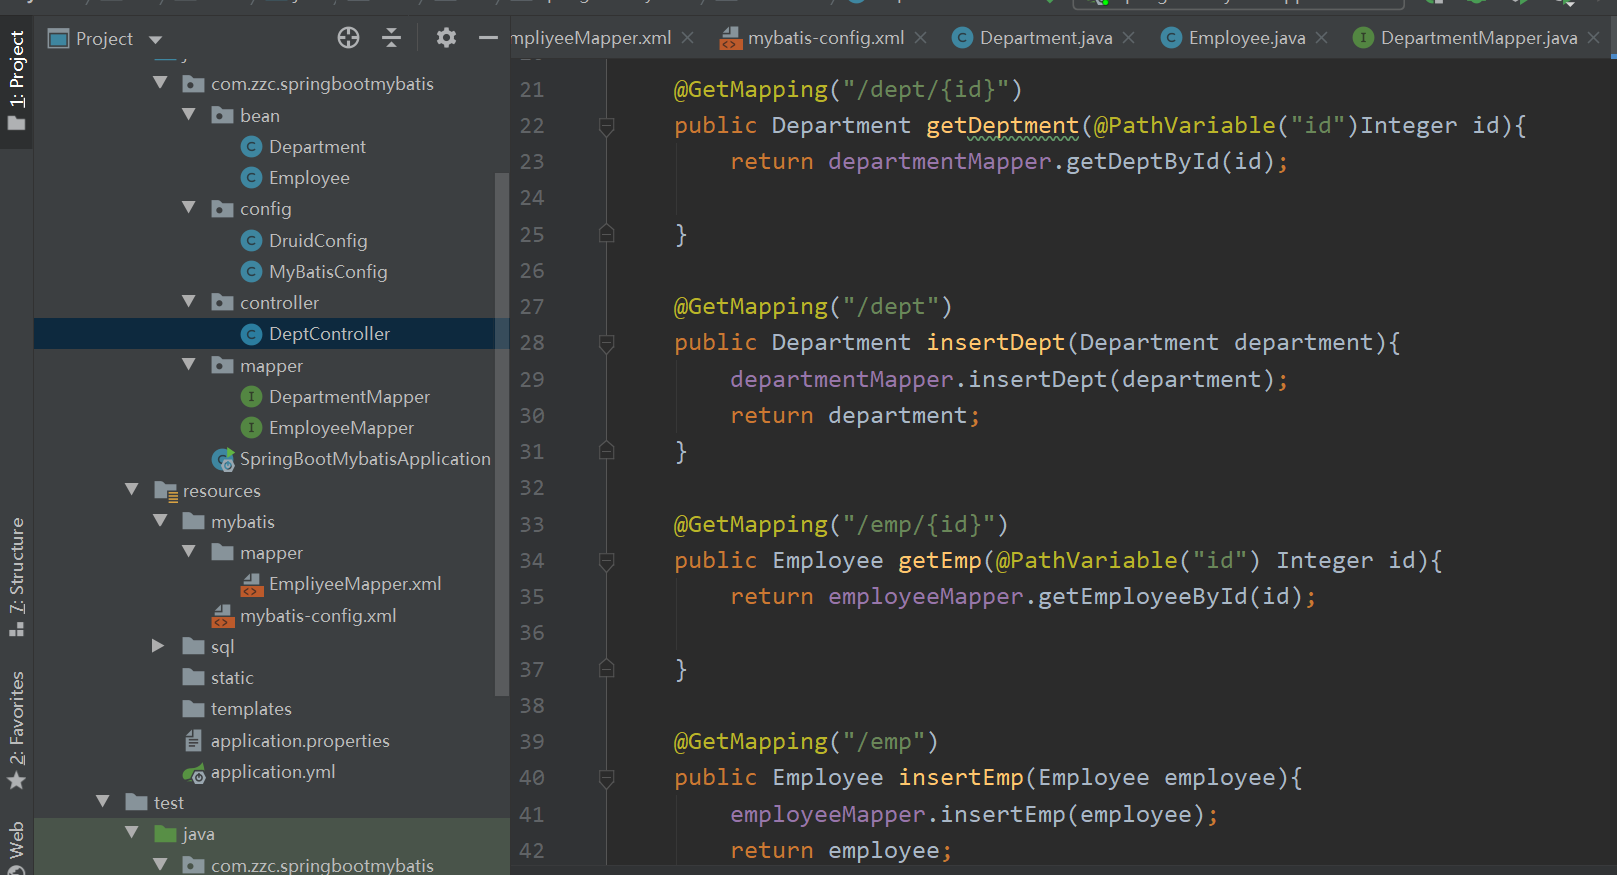 Project
mpliyeeMapper.xml
mybatis-config.xml
Department.java
Employee.java
DepartmentMapper.java
1: Project
7: Structure
2: Favorites
Web
com.zzc.springbootmybatis
bean
Department
Employee
config
DruidConfig
MyBatisConfig
controller
DeptController
mapper
DepartmentMapper
EmployeeMapper
SpringBootMybatisApplication
resources
mybatis
mapper
EmpliyeeMapper.xml
mybatis-config.xml
sql
static
templates
application.properties
application.yml
test
java
com.zzc.springbootmybatis
21 @GetMapping("/dept/{id}")
22 public Department getDeptment(@PathVariable("id")Integer id){
23 return departmentMapper.getDeptById(id);
24
25 }
26
27 @GetMapping("/dept")
28 public Department insertDept(Department department){
29 departmentMapper.insertDept(department);
30 return department;
31 }
32
33 @GetMapping("/emp/{id}")
34 public Employee getEmp(@PathVariable("id") Integer id){
35 return employeeMapper.getEmployeeById(id);
36
37 }
38
39 @GetMapping("/emp")
40 public Employee insertEmp(Employee employee){
41 employeeMapper.insertEmp(employee);
42 return employee;